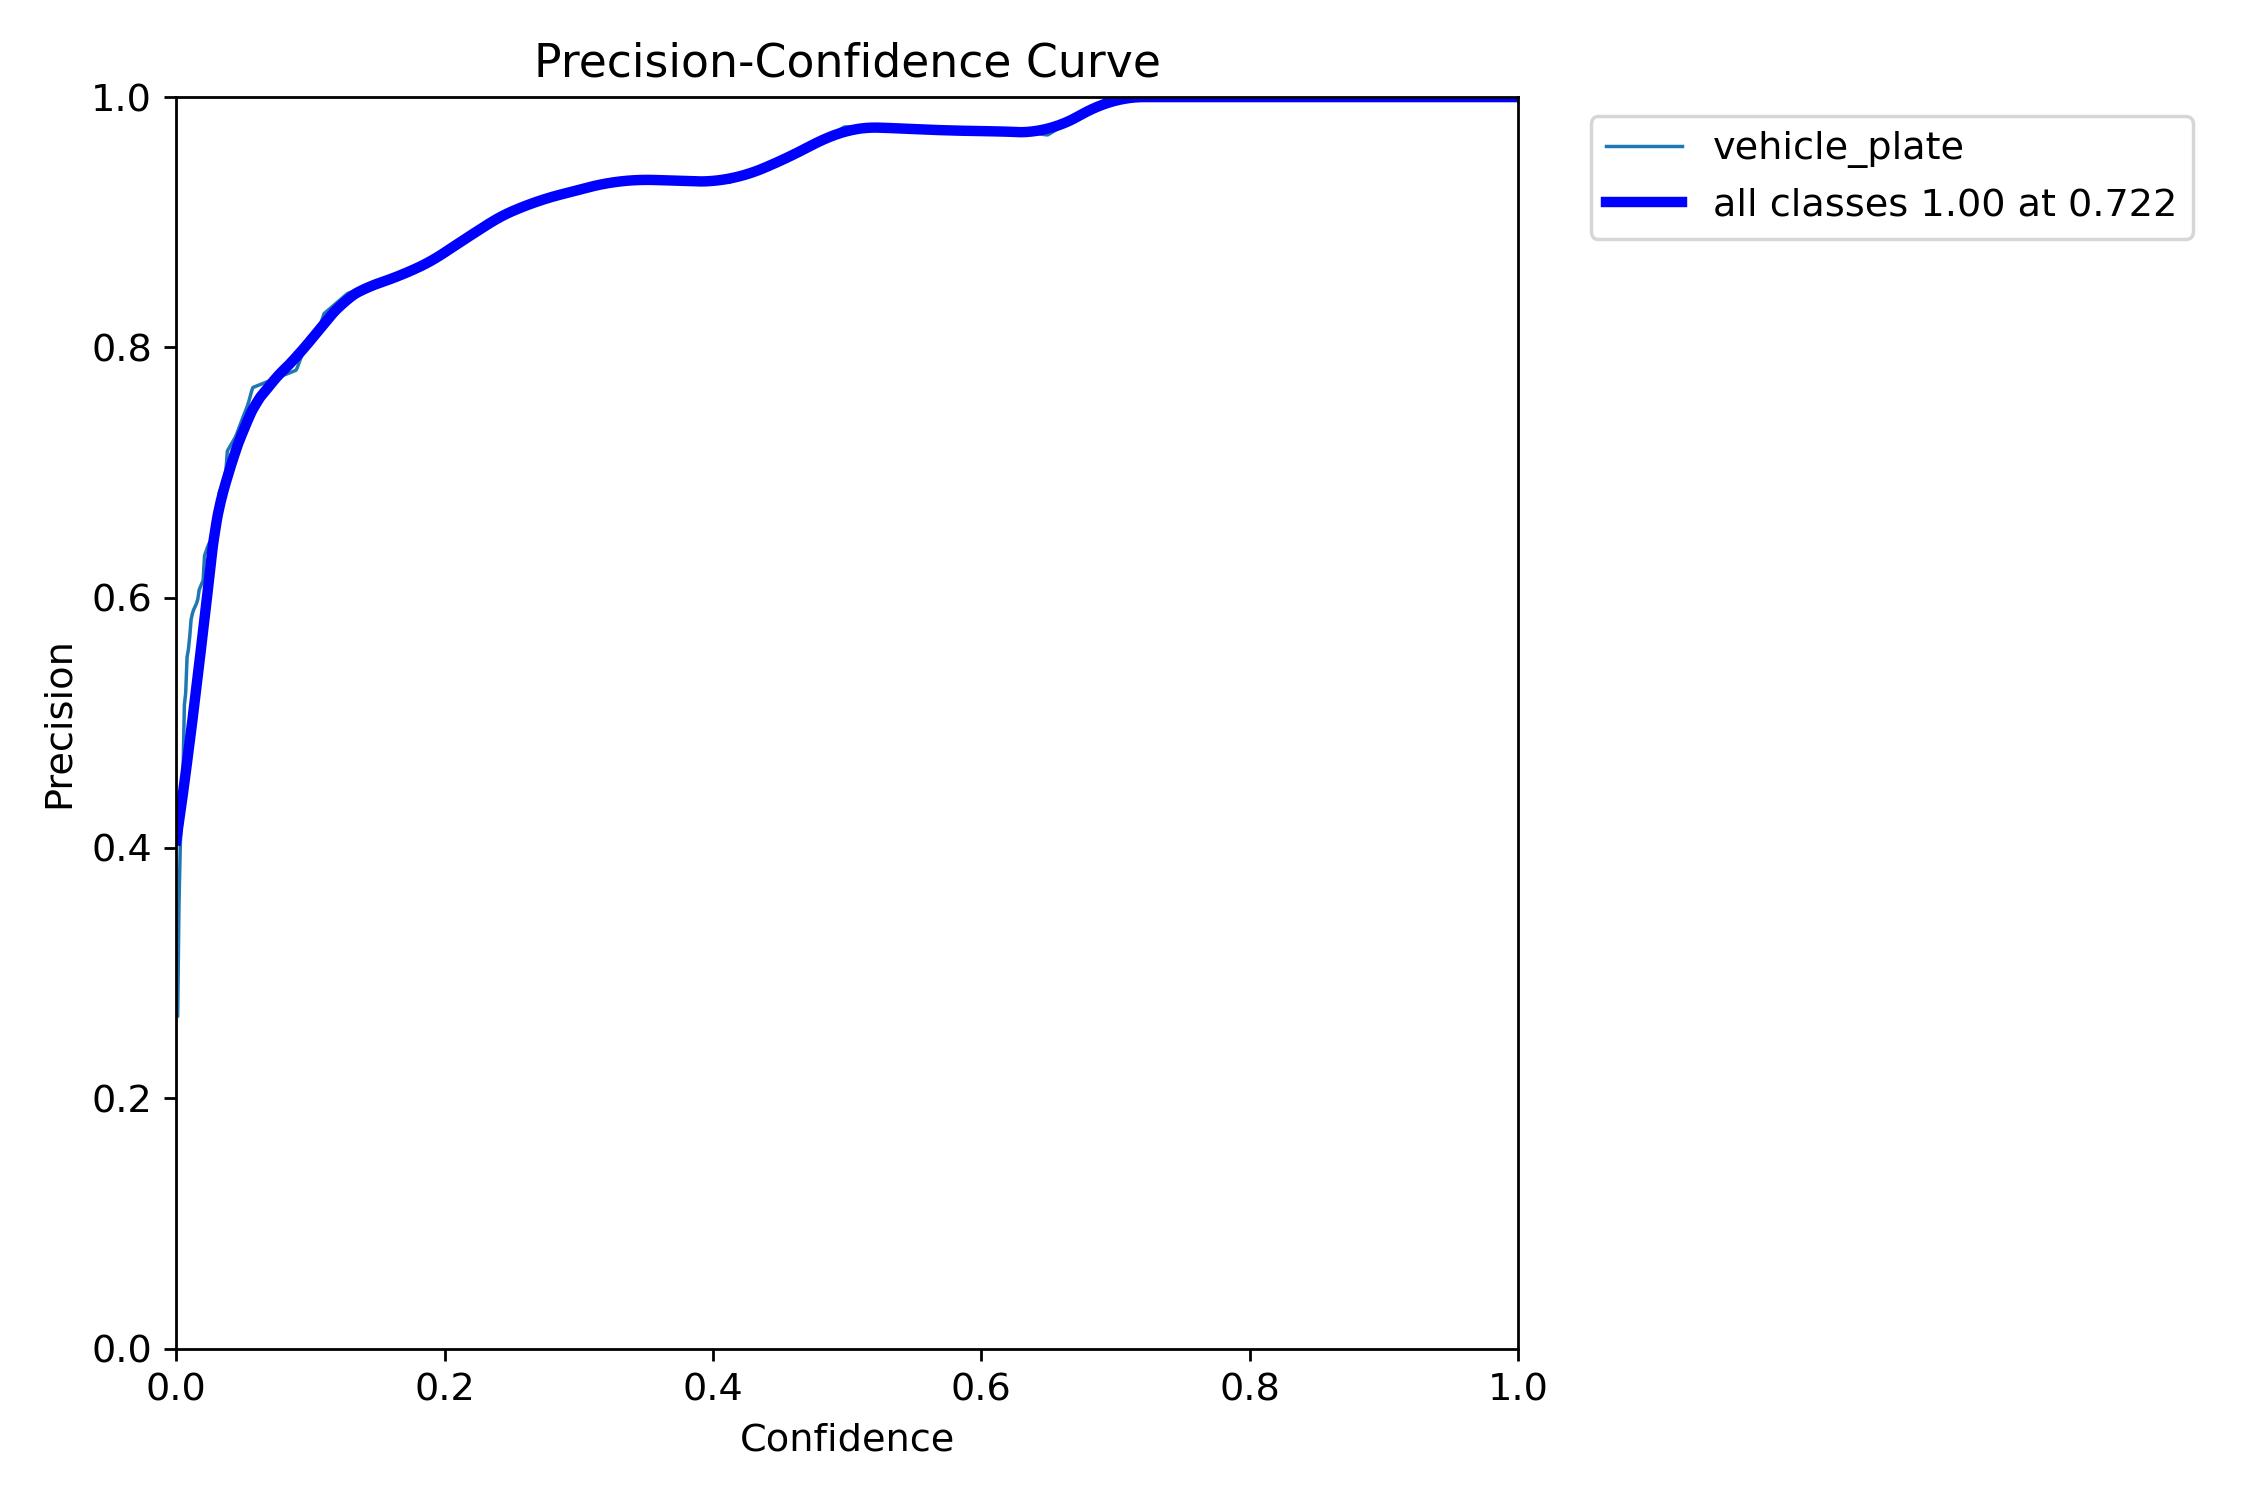 Precision-Confidence Curve
1.0
0.8
0.6
0.4
0.2
0.0
Precision
0.0 0.2 0.4 0.6 0.8 1.0
Confidence
vehicle_plate
all classes 1.00 at 0.722